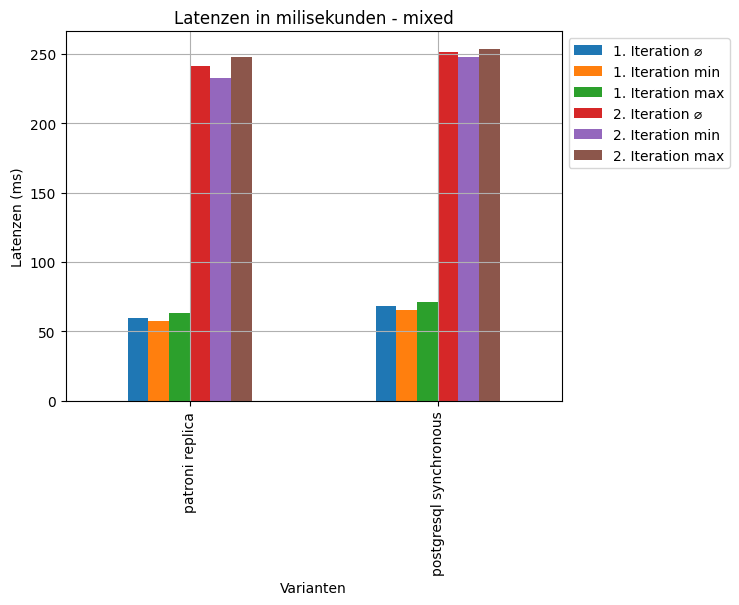 Latenzen in milisekunden - mixed
250
200
150
100
50
0
Latenzen (ms)
patroni replica
postgresql synchronous
Varianten
1. Iteration ⌀
1. Iteration min
1. Iteration max
2. Iteration ⌀
2. Iteration min
2. Iteration max